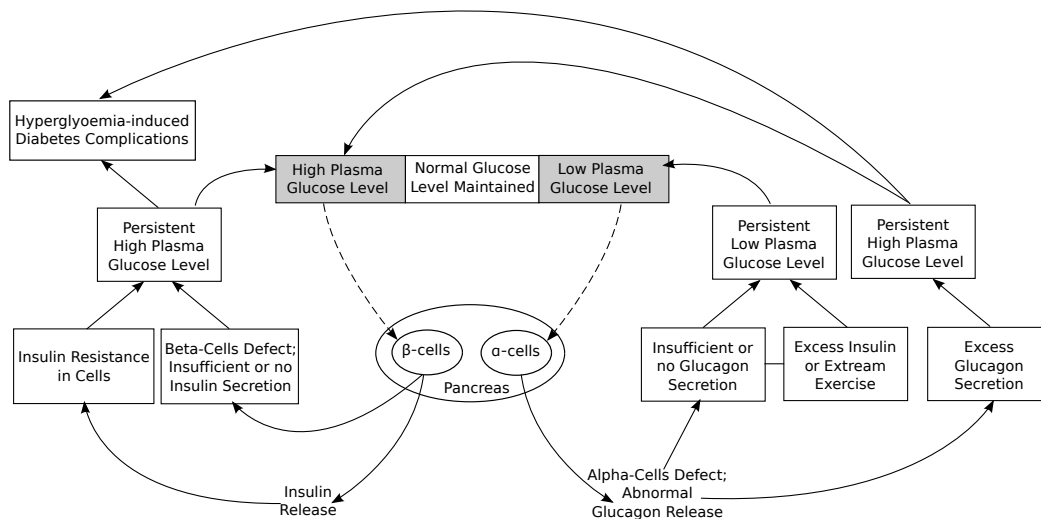 Hyperglyoemia-induced
Diabetes Complications
High Plasma
Glucose Level
Normal Glucose
Level Maintained
Low Plasma
Glucose Level
Persistent
High Plasma
Glucose Level
Persistent
Low Plasma
Glucose Level
Persistent
High Plasma
Glucose Level
Insulin Resistance
in Cells
Beta-Cells Defect;
Insufficient or no
Insulin Secretion
β-cells
α-cells
Pancreas
Insufficient or
no Glucagon
Secretion
Excess Insulin
or Extream
Exercise
Excess
Glucagon
Secretion
Insulin
Release
Alpha-Cells Defect;
Abnormal
Glucagon Release